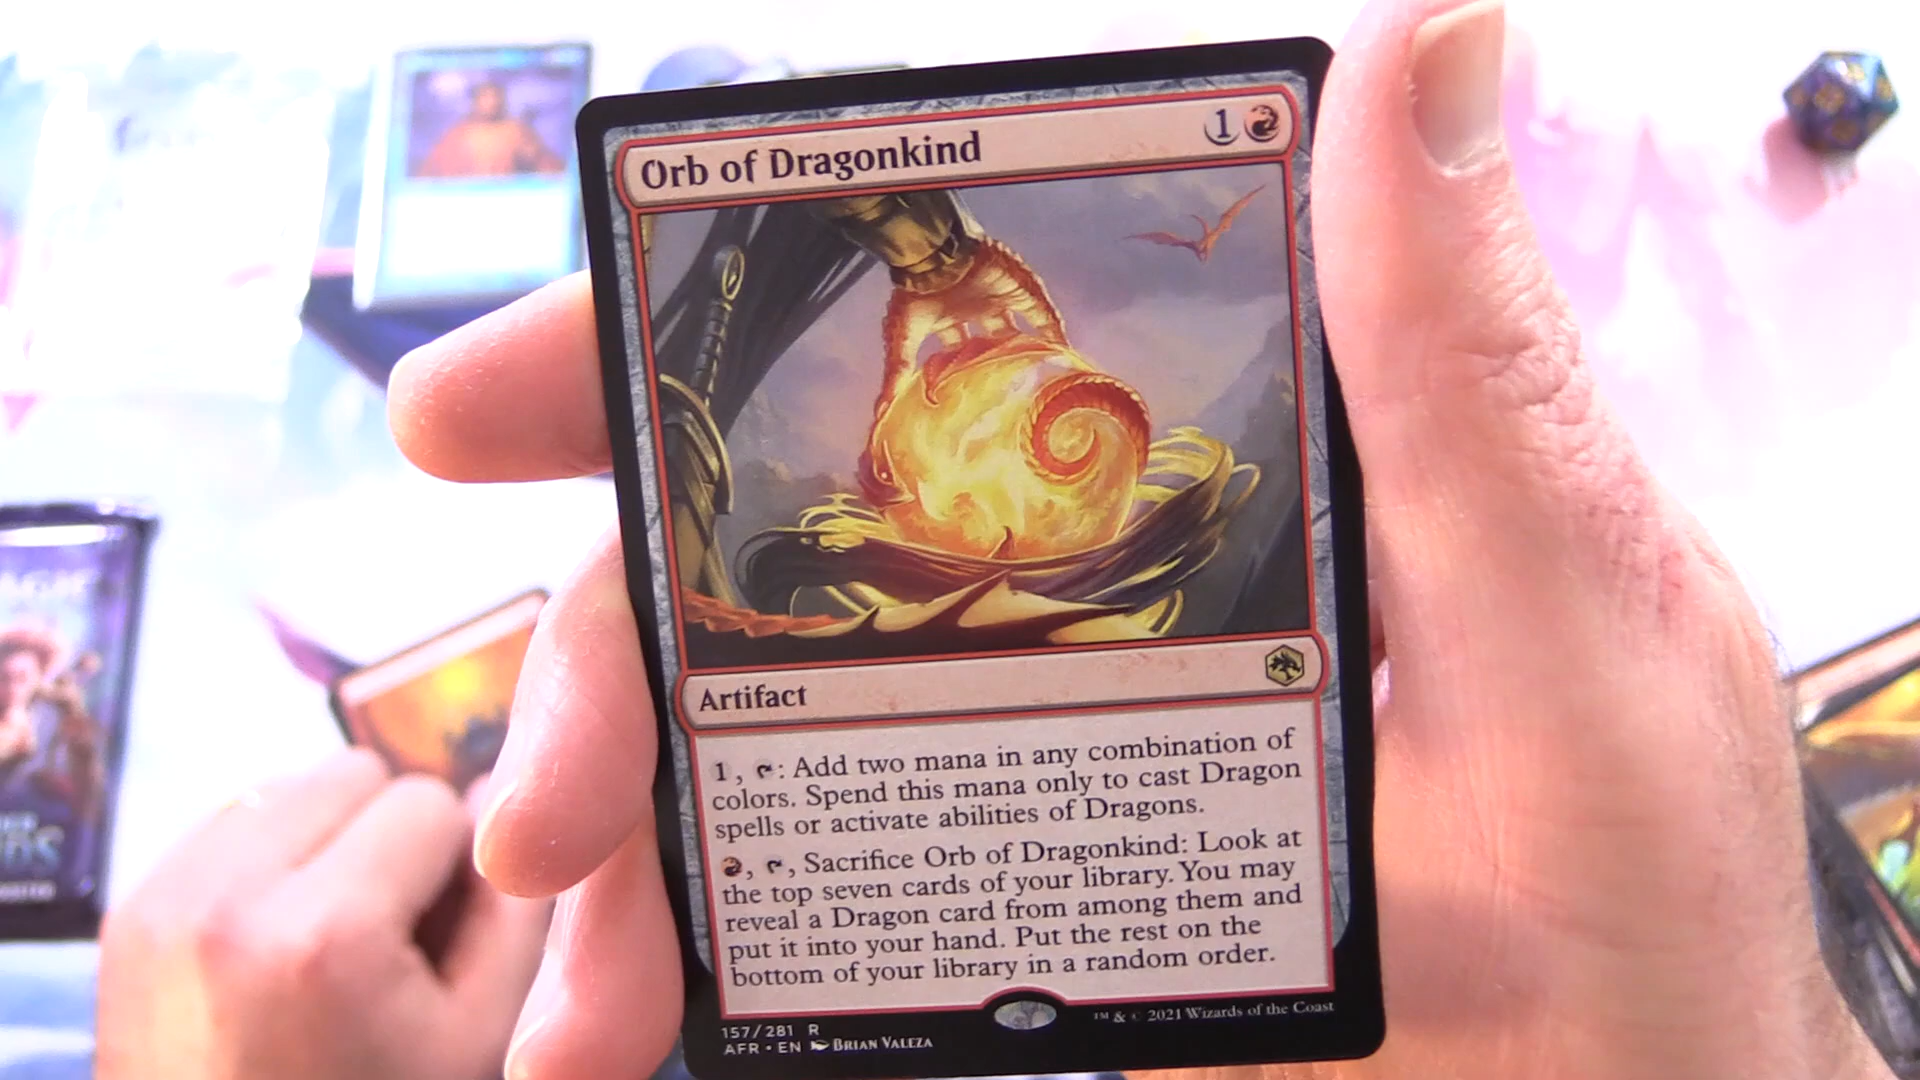 Orb of Dragonkind 1
Artifact
1, : Add two mana in any combination of
colors. Spend this mana only to cast Dragon
spells or activate abilities of Dragons.
, , Sacrifice Orb of Dragonkind: Look at
the top seven cards of your library. You may
reveal a Dragon card from among them and
put it into your hand. Put the rest on the
bottom of your library in a random order.
157/281 R
AFR • EN BRIAN VALEZA
™ & © 2021 Wizards of the Coast